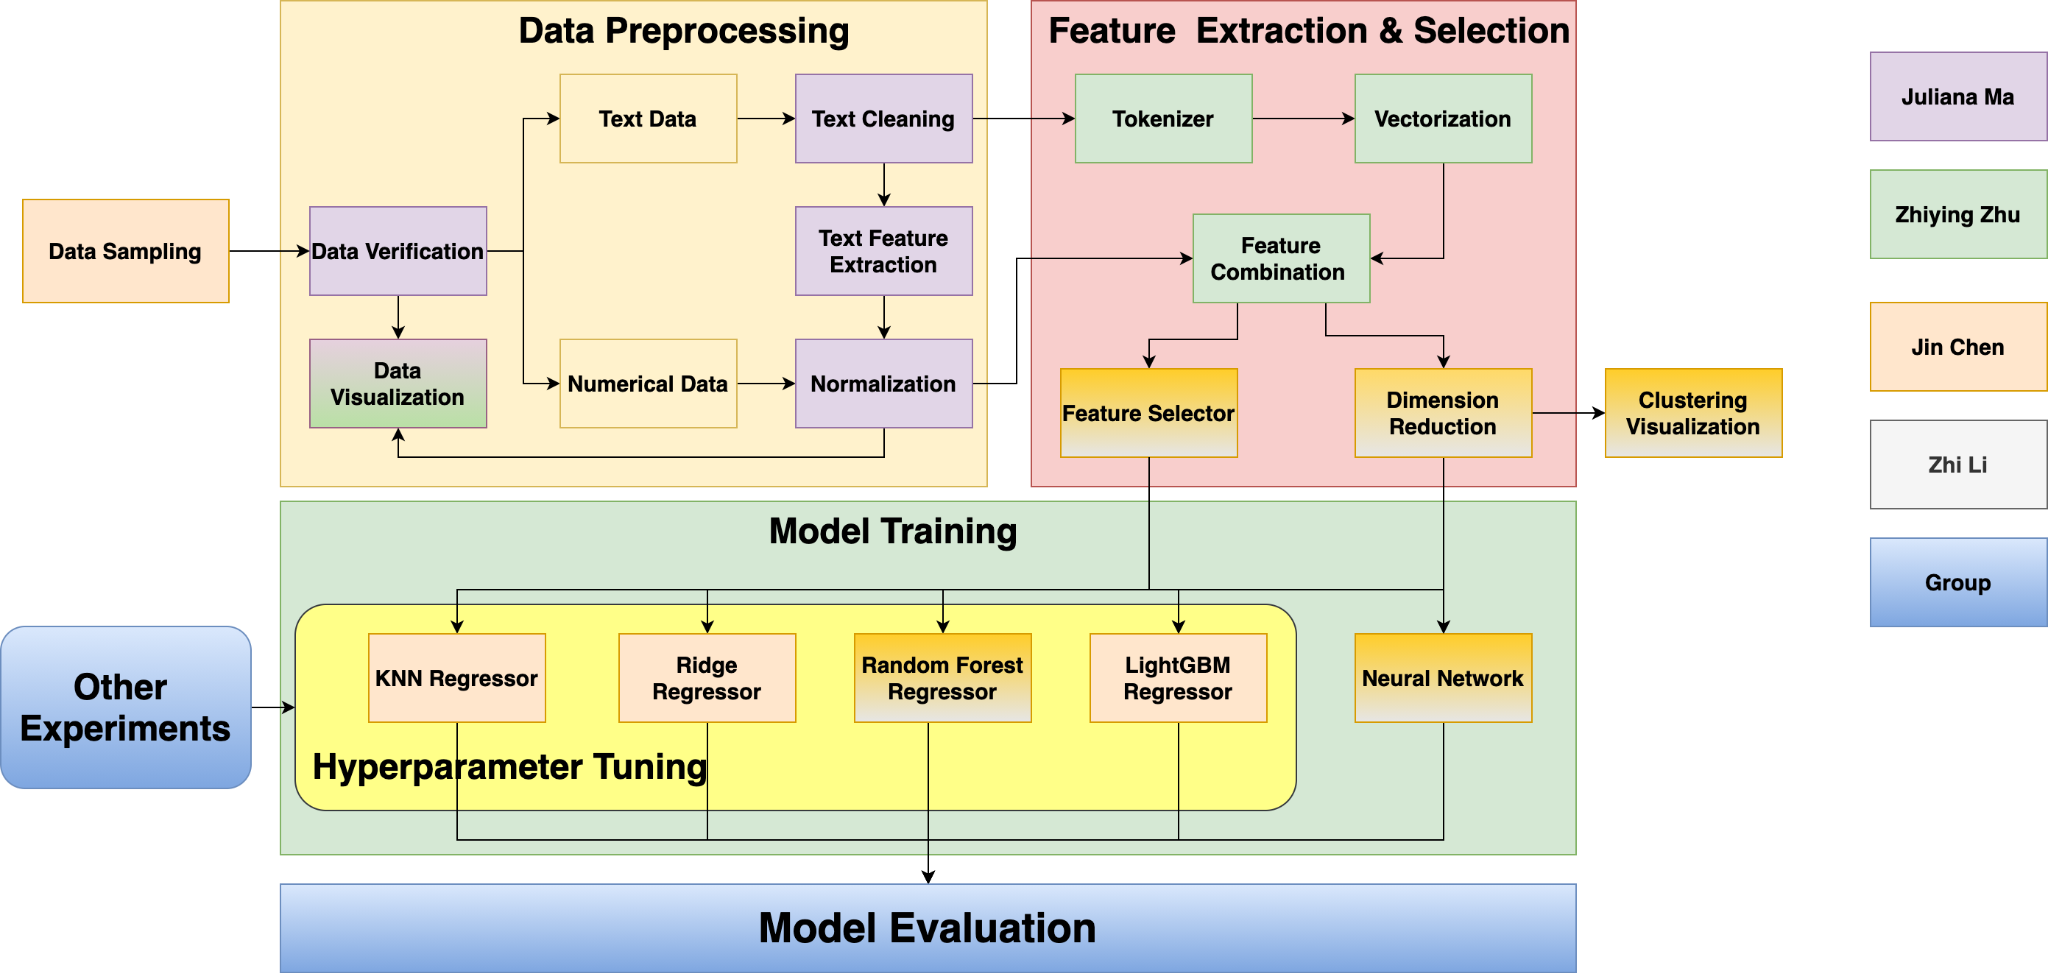 Data Preprocessing
Feature Extraction & Selection
Text Data
Text Cleaning
Tokenizer
Vectorization
Juliana Ma
Zhiying Zhu
Data Sampling
Data Verification
Text Feature
Extraction
Feature
Combination
Data
Visualization
Numerical Data
Normalization
Feature Selector
Dimension
Reduction
Clustering
Visualization
Jin Chen
Zhi Li
Group
Model Training
Other
Experiments
KNN Regressor
Ridge
Regressor
Random Forest
Regressor
LightGBM
Regressor
Neural Network
Hyperparameter Tuning
Model Evaluation